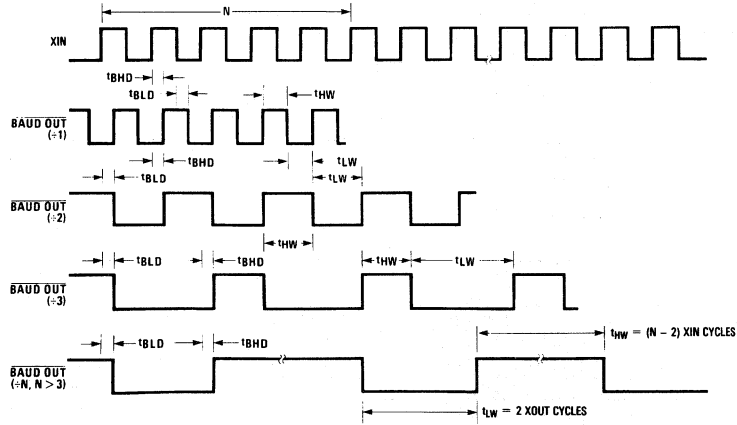 N
XIN
tBHD
tBLD
tHW
BAUD OUT
(÷1)
tBHD
tLW
tBLD
tLW
BAUD OUT
(÷2)
tHW
tBLD
tBHD
tHW
tLW
BAUD OUT
(÷3)
tHW = (N – 2) XIN CYCLES
tBLD
tBHD
BAUD OUT
(÷N, N > 3)
tLW = 2 XOUT CYCLES